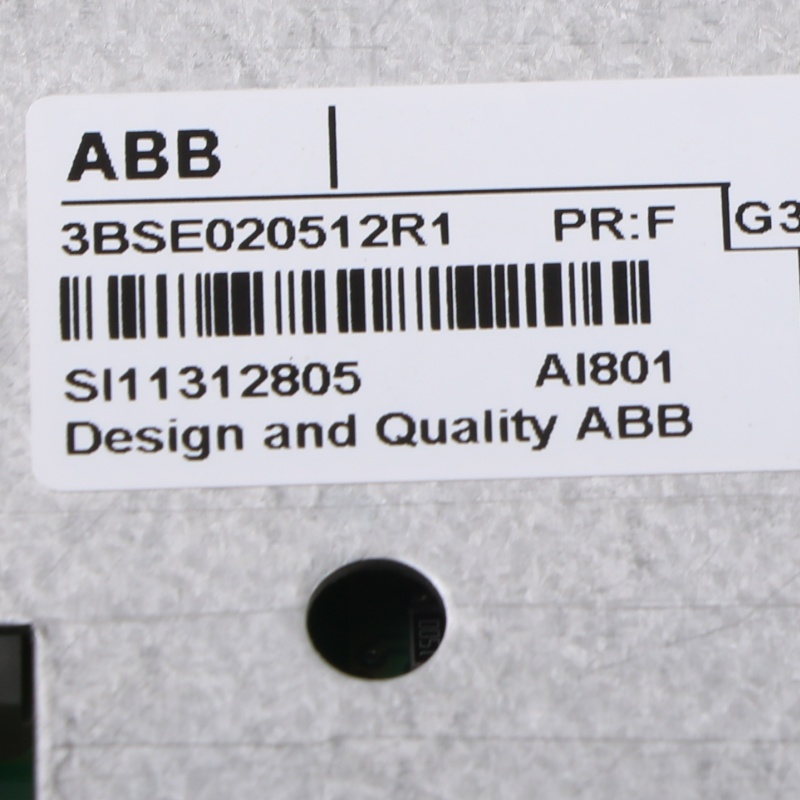 ABB
3BSE020512R1 PR:F G3
SI11312805 AI801
Design and Quality ABB